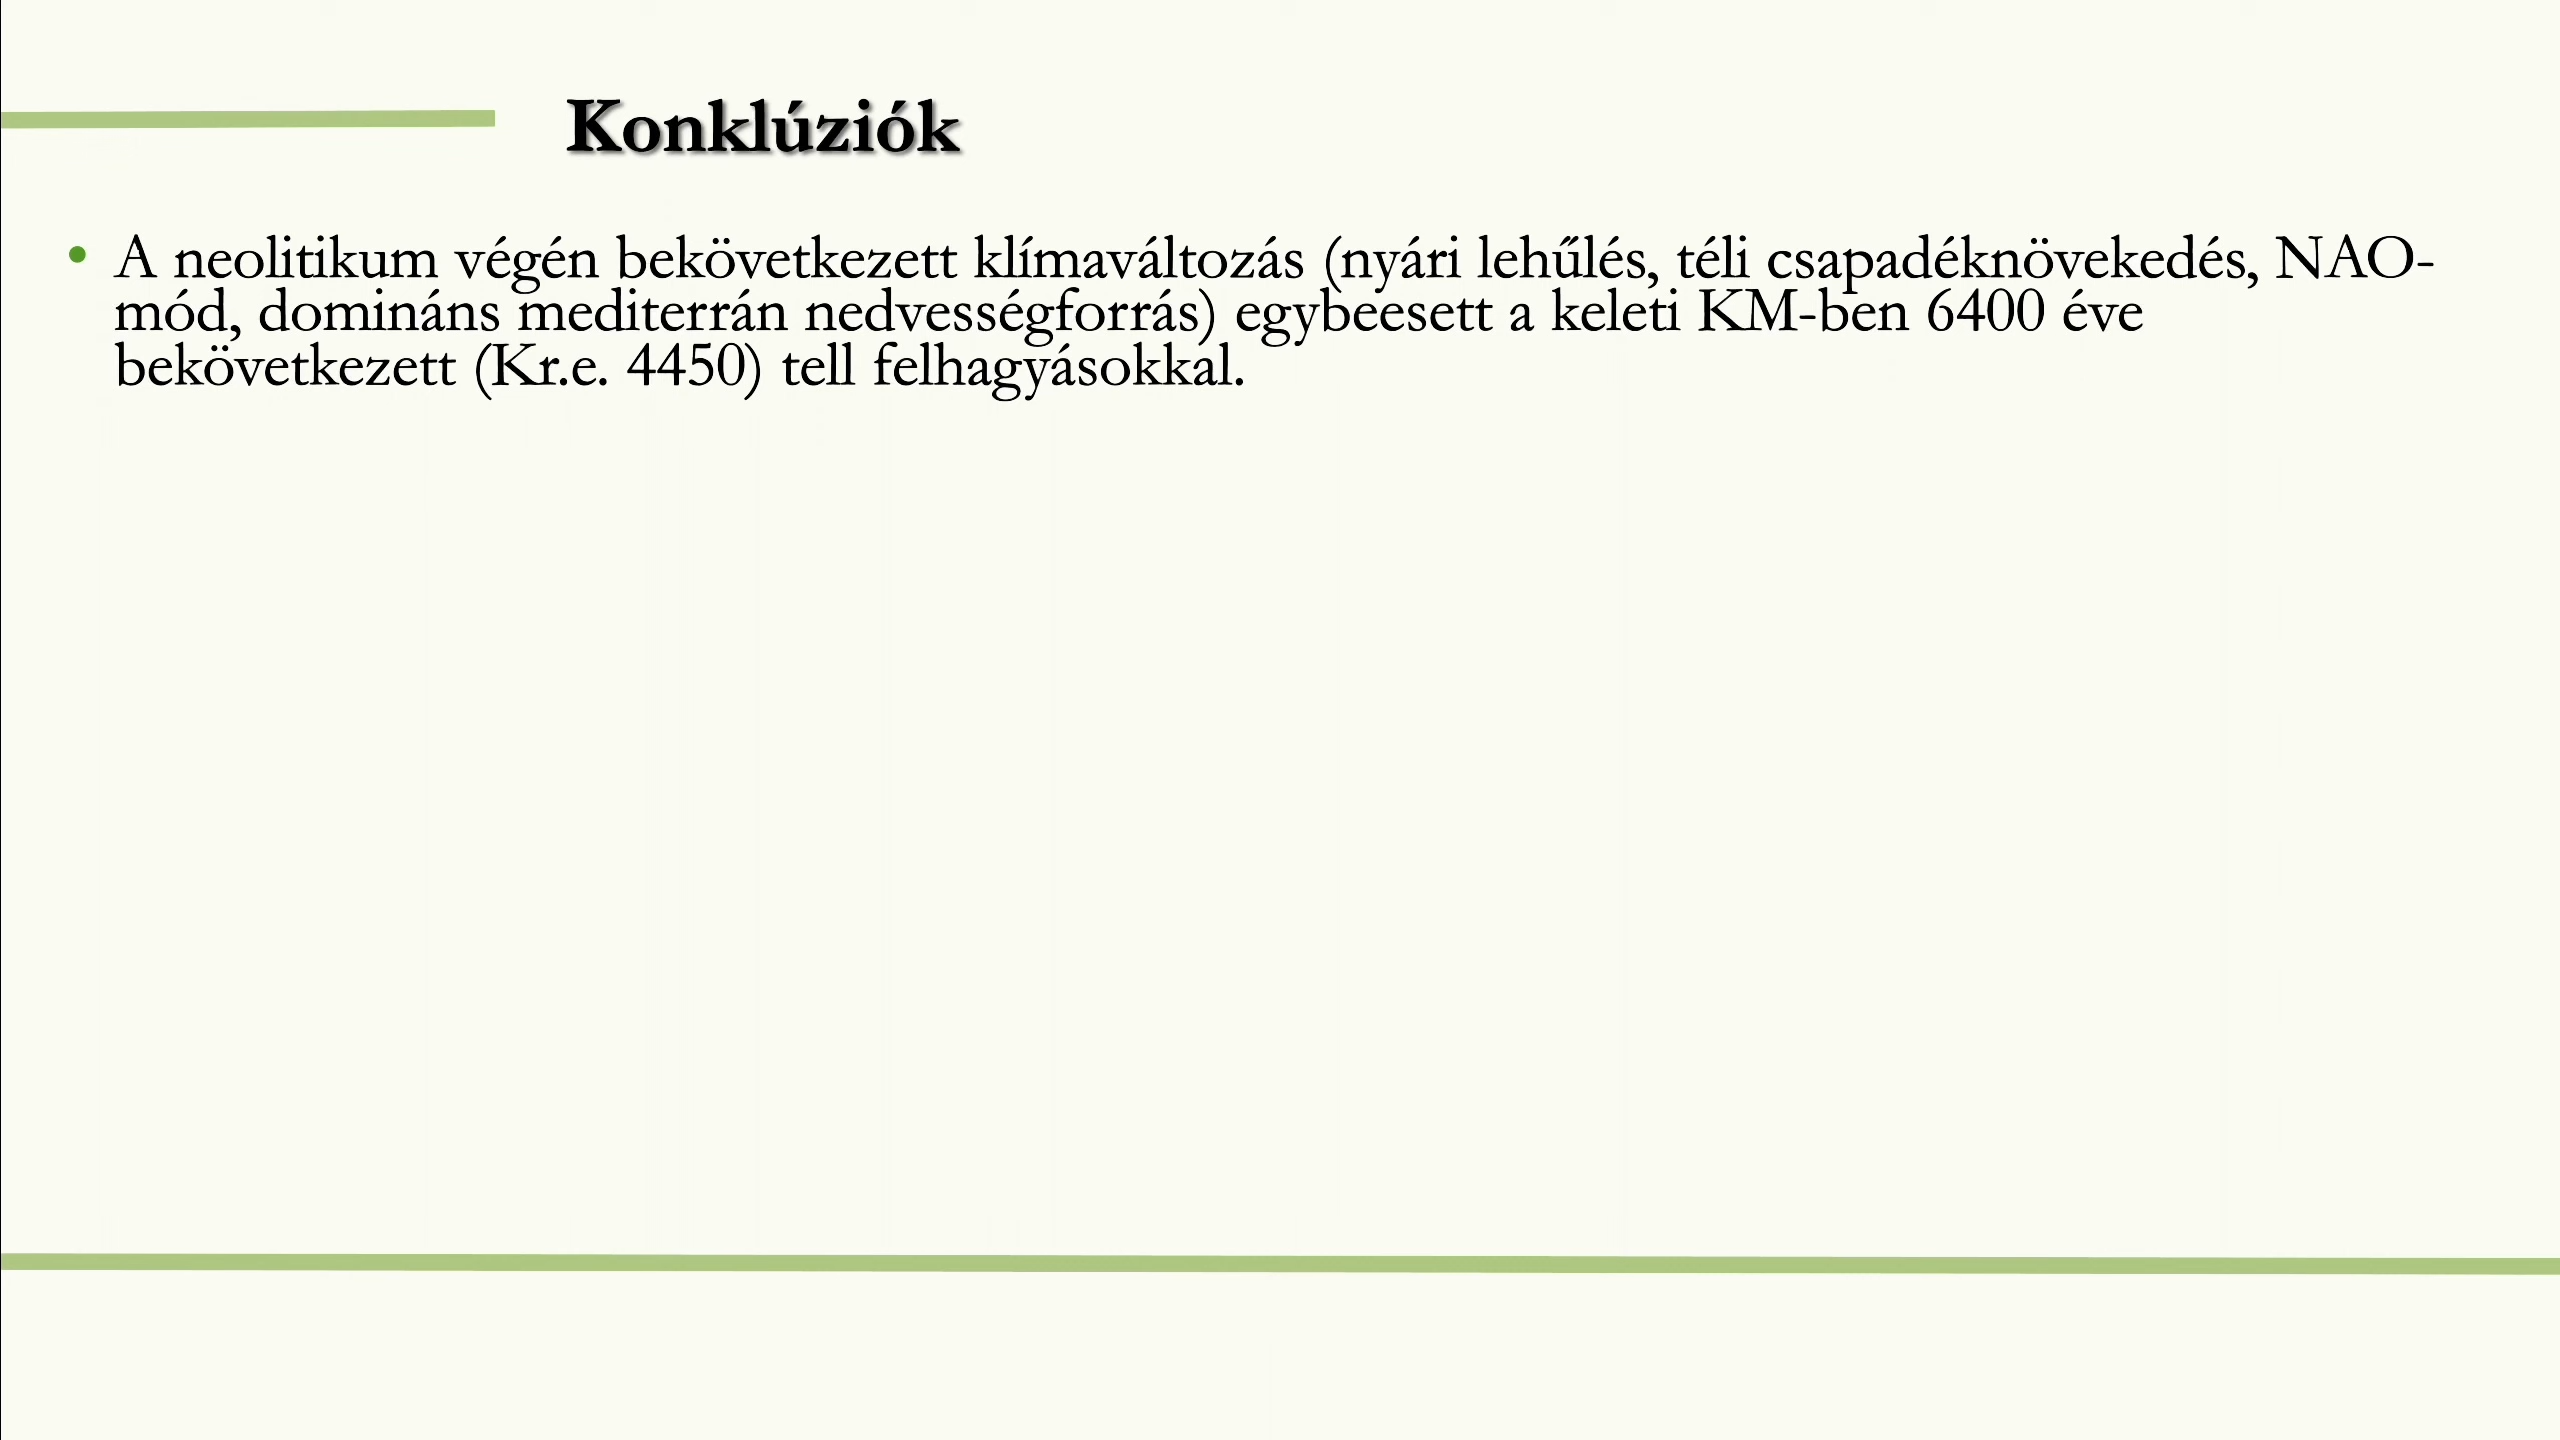 Konklúziók
• A neolitikum végén bekövetkezett klímaváltozás (nyári lehűlés, téli csapadéknövekedés, NAO-
mód, domináns mediterrán nedvességforrás) egybeesett a keleti KM-ben 6400 éve
bekövetkezett (Kr.e. 4450) tell felhagyásokkal.